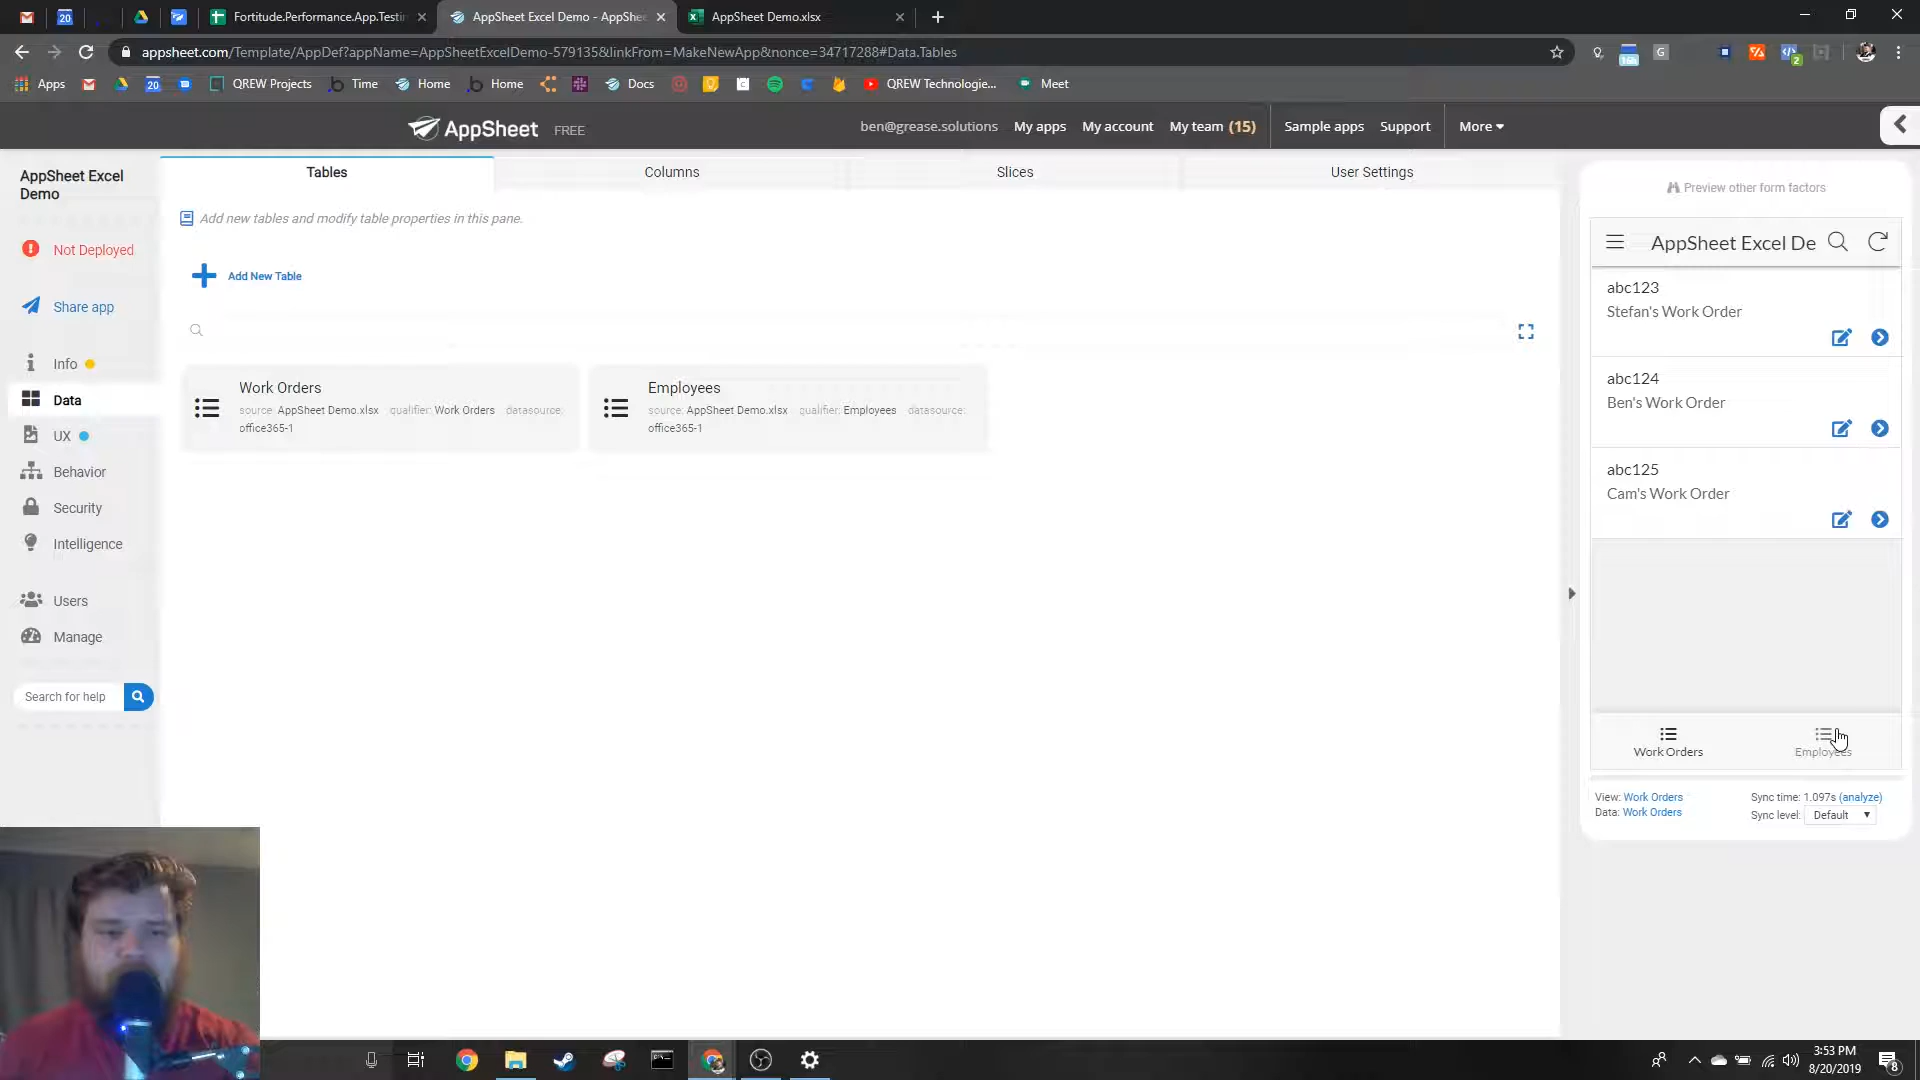 Fortitude.Performance.App.Testin
AppSheet Excel Demo - AppShe
AppSheet Demo.xlsx
appsheet.com/Template/AppDef?appName=AppSheetExcelDemo-579135&linkFrom=MakeNewApp&nonce=34717288#Data.Tables
Apps
QREW Projects
Time
Home
Home
Docs
QREW Technologie...
Meet
AppSheet FREE
ben@grease.solutions
My apps
My account
My team (15)
Sample apps
Support
More
AppSheet Excel
Demo
Not Deployed
Share app
Info
Data
UX
Behavior
Security
Intelligence
Users
Manage
Search for help
Tables
Columns
Slices
User Settings
Add new tables and modify table properties in this pane.
Add New Table
Work Orders
source: AppSheet Demo.xlsx qualifier: Work Orders datasource:
office365-1
Employees
source: AppSheet Demo.xlsx qualifier: Employees datasource:
office365-1
Preview other form factors
AppSheet Excel De
abc123
Stefan's Work Order
abc124
Ben's Work Order
abc125
Cam's Work Order
Work Orders
Employees
View: Work Orders
Data: Work Orders
Sync time: 1.097s (analyze)
Sync level: Default
3:53 PM
8/20/2019
8